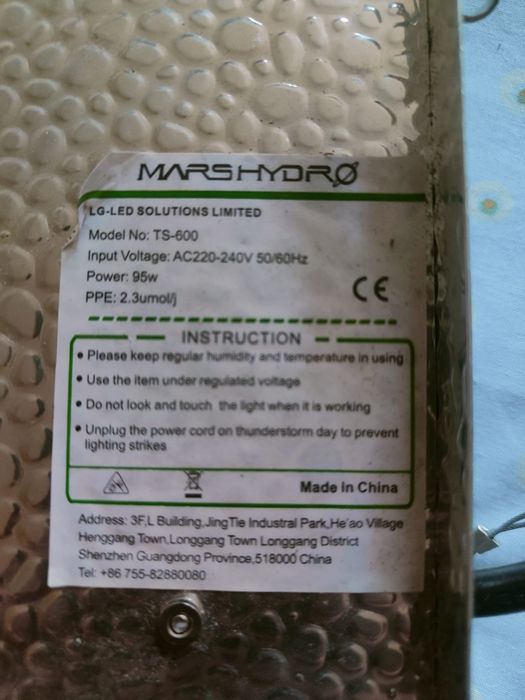 MARSHYDRO
LG-LED SOLUTIONS LIMITED
Model No: TS-600
Input Voltage: AC220-240V 50/60Hz
Power: 95w
PPE: 2.3umol/j
CE
INSTRUCTION
• Please keep regular humidity and temperature in using
• Use the item under regulated voltage
• Do not look and touch the light when it is working
• Unplug the power cord on thunderstorm day to prevent
lighting strikes
Made in China
Address: 3F,L Building,JingTie Industral Park,He'ao Village
Henggang Town,Longgang Town Longgang District
Shenzhen Guangdong Province,518000 China
Tel: +86 755-82880080